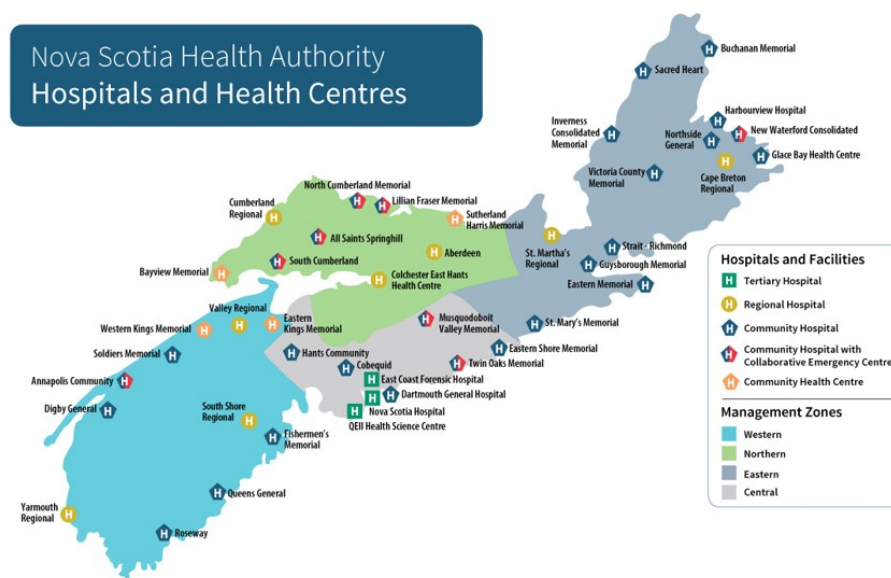 Nova Scotia Health Authority
Hospitals and Health Centres
Buchanan Memorial
Sacred Heart
Harbourview Hospital
Inverness
Consolidated
Memorial
Northside
General
New Waterford Consolidated
Glace Bay Health Centre
Victoria County
Memorial
Cape Breton
Regional
North Cumberland Memorial
Lillian Fraser Memorial
Cumberland
Regional
Sutherland
Harris Memorial
All Saints Springhill
Aberdeen
St. Martha's
Regional
Strait - Richmond
South Cumberland
Guysborough Memorial
Bayview Memorial
Colchester East Hants
Health Centre
Eastern Memorial
Valley Regional
Western Kings Memorial
Eastern
Kings Memorial
Musquodoboit
Valley Memorial
St. Mary's Memorial
Soldiers Memorial
Hants Community
Eastern Shore Memorial
Cobequid
Twin Oaks Memorial
Annapolis Community
East Coast Forensic Hospital
Dartmouth General Hospital
Digby General
South Shore
Regional
Nova Scotia Hospital
QEII Health Science Centre
Fishermen's
Memorial
Queens General
Yarmouth
Regional
Roseway
Hospitals and Facilities
Tertiary Hospital
Regional Hospital
Community Hospital
Community Hospital with
Collaborative Emergency Centre
Community Health Centre
Management Zones
Western
Northern
Eastern
Central